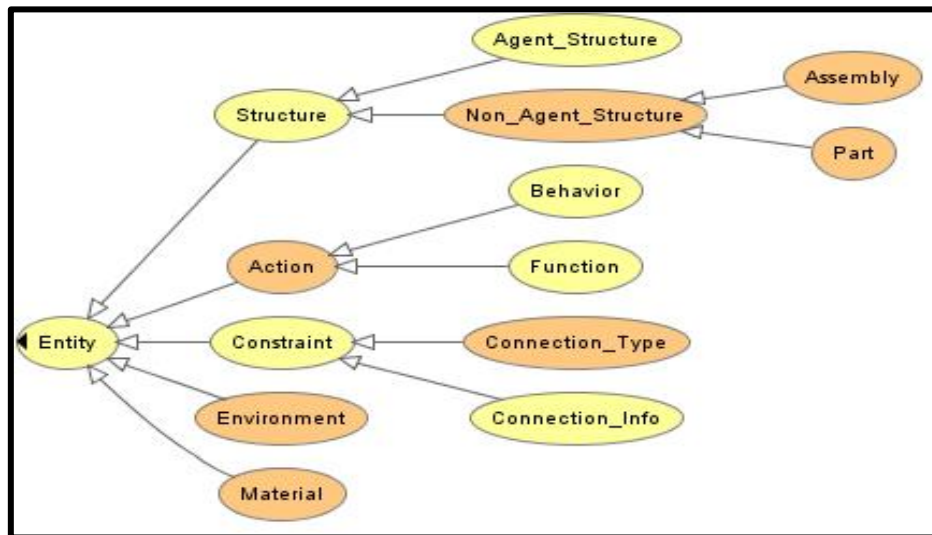 Agent_Structure
Assembly
Structure
Non_Agent_Structure
Part
Behavior
Action
Function
Entity
Constraint
Connection_Type
Environment
Connection_Info
Material